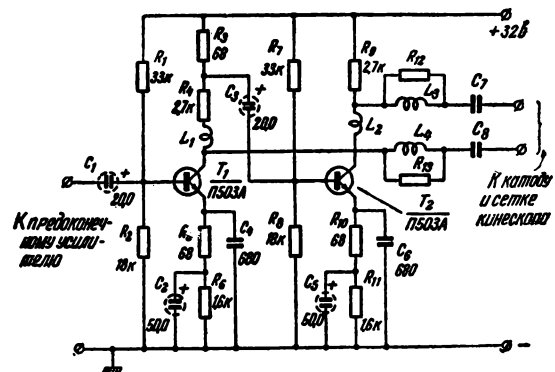 +32в
R1
33к
R3
68
R7
33к
R9
2,7к
R12
L3
C7
R4
2,7к
C3
+
20,0
L1
L2
L4
C8
R13
C1
+
20,0
T1
П503А
К катоду
и сетке
кинескопа
T2
П503А
К предоконеч-
ному усили-
телю
R2
18к
68
C4
680
R8
18к
R10
68
C6
680
C2
+
50,0
R6
1,6к
C5
+
50,0
R11
1,6к
−